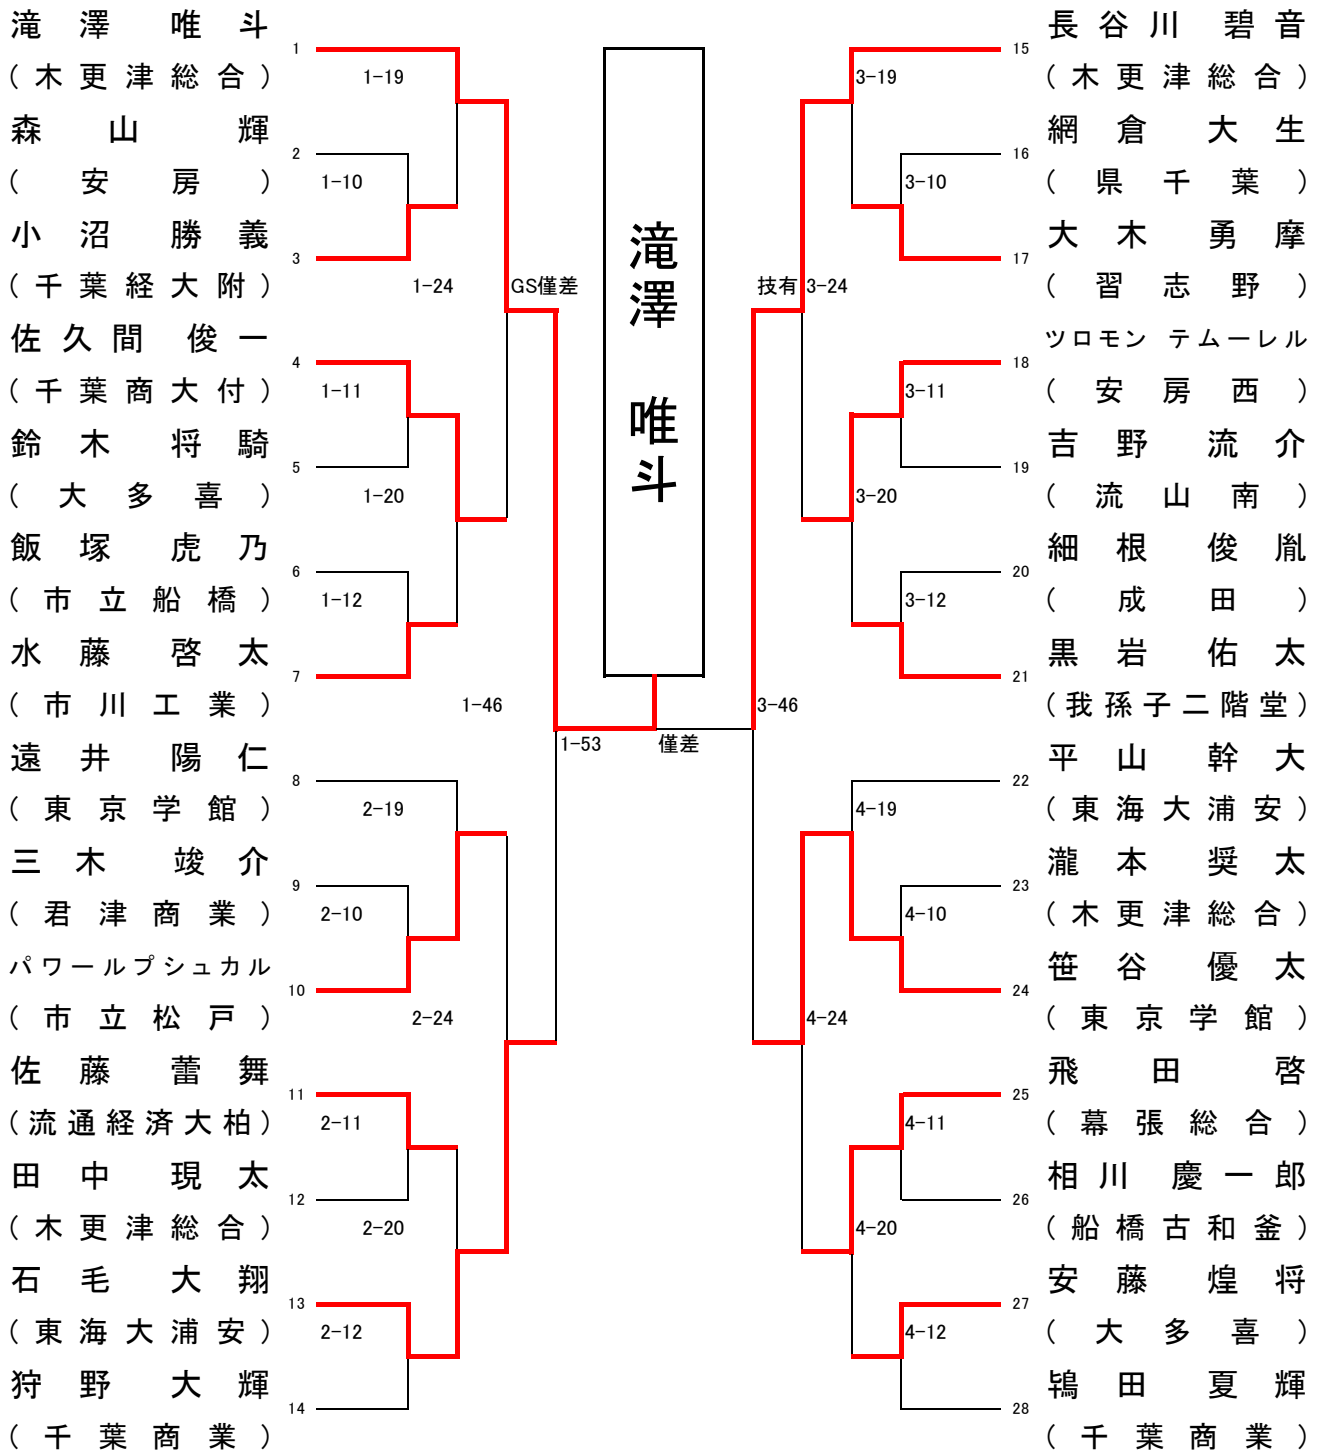 滝澤 唯斗
1
(木更津総合)
1-19
森山 輝
2
(安房)
1-10
小沼 勝義
3
(千葉経大附)
1-24
GS僅差
佐久間 俊一
4
(千葉商大付)
1-11
鈴木 将騎
5
(大多喜)
1-20
飯塚 虎乃
6
(市立船橋)
1-12
水藤 啓太
7
(市川工業)
1-46
遠井 陽仁
8
(東京学館)
2-19
三木 竣介
9
(君津商業)
2-10
パワールプシュカル
10
(市立松戸)
2-24
佐藤 蕾舞
11
(流通経済大柏)
2-11
田中 現太
12
(木更津総合)
2-20
石毛 大翔
13
(東海大浦安)
2-12
狩野 大輝
14
(千葉商業)
滝澤 唯斗
1-53
僅差
長谷川 碧音
15
(木更津総合)
3-19
網倉 大生
16
(県千葉)
3-10
大木 勇摩
17
(習志野)
技有
3-24
ツロモン テムーレル
18
(安房西)
3-11
吉野 流介
19
(流山南)
3-20
細根 俊胤
20
(成田)
3-12
黒岩 佑太
21
(我孫子二階堂)
3-46
平山 幹大
22
(東海大浦安)
4-19
瀧本 奨太
23
(木更津総合)
4-10
笹谷 優太
24
(東京学館)
4-24
飛田 啓
25
(幕張総合)
4-11
相川 慶一郎
26
(船橋古和釜)
4-20
安藤 煌将
27
(大多喜)
4-12
鴇田 夏輝
28
(千葉商業)